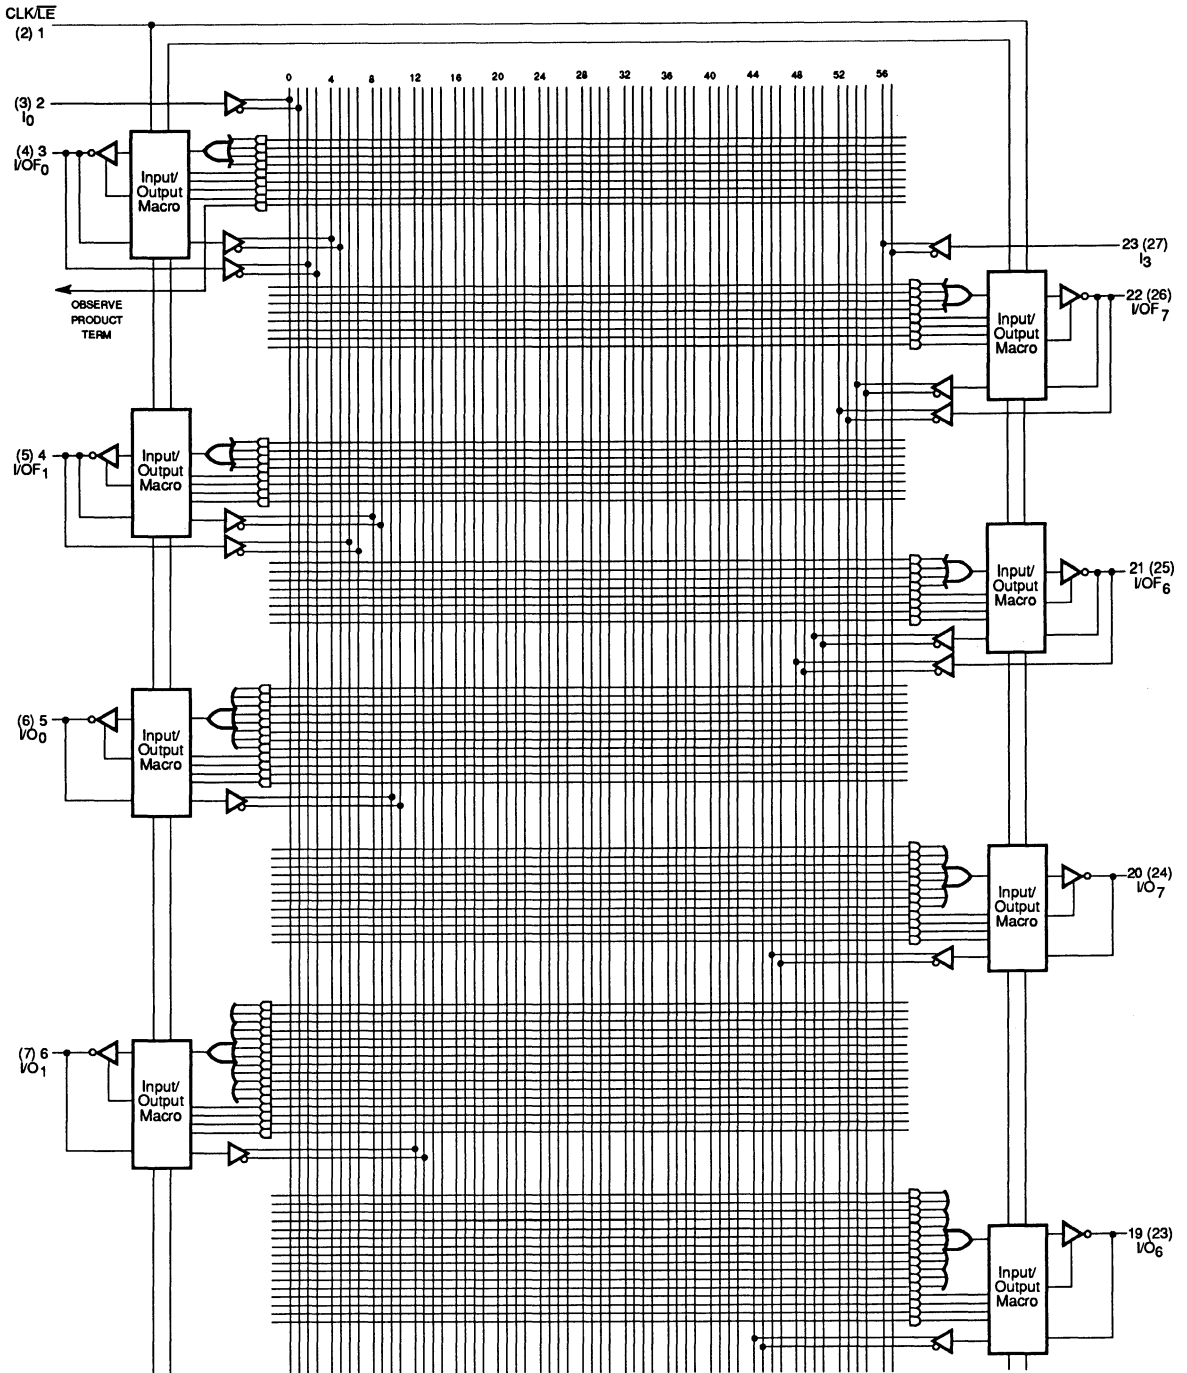 CLK/LE
(2) 1
0 4 8 12 16 20 24 28 32 36 40 44 48 52 56
(3) 2
I0
(4) 3
I/OF0
Input/
Output
Macro
OBSERVE
PRODUCT
TERM
23 (27)
I3
22 (26)
I/OF7
Input/
Output
Macro
(5) 4
I/OF1
Input/
Output
Macro
21 (25)
I/OF6
Input/
Output
Macro
(6) 5
I/O0
Input/
Output
Macro
20 (24)
I/O7
Input/
Output
Macro
(7) 6
I/O1
Input/
Output
Macro
19 (23)
I/O6
Input/
Output
Macro